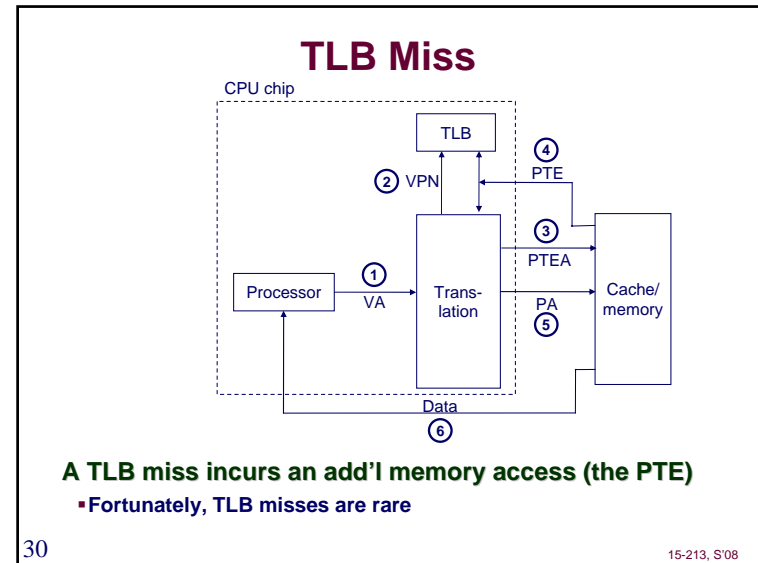 TLB Miss
CPU chip
TLB
④
PTE
② VPN
③
PTEA
①
VA
Processor
Trans-
lation
PA
⑤
Cache/
memory
Data
⑥
A TLB miss incurs an add’l memory access (the PTE)
▪Fortunately, TLB misses are rare
30
15-213, S’08